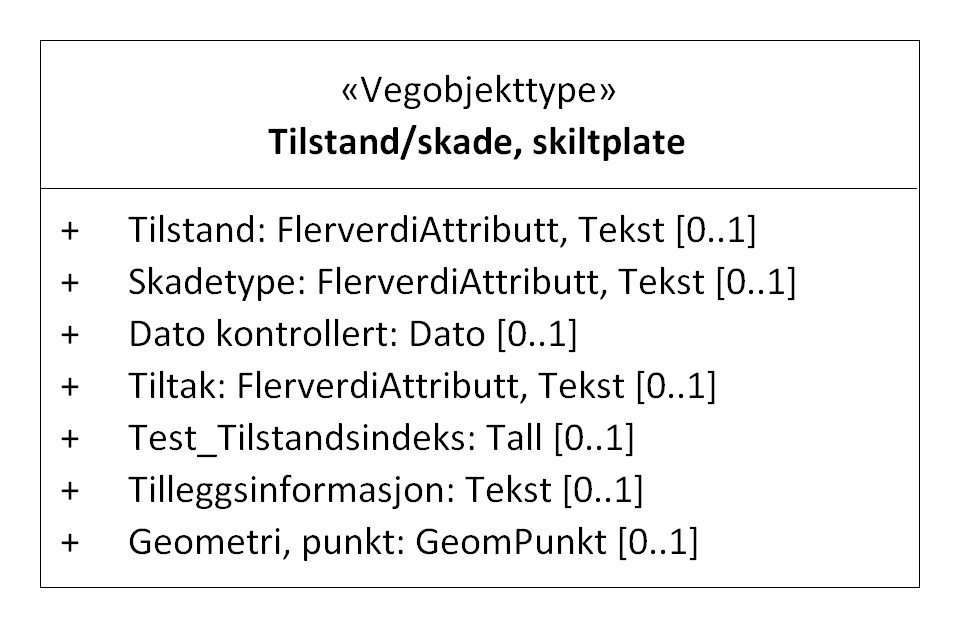 «Vegobjekttype»
Tilstand/skade, skiltplate
+ Tilstand: FlerverdiAttributt, Tekst [0..1]
+ Skadetype: FlerverdiAttributt, Tekst [0..1]
+ Dato kontrollert: Dato [0..1]
+ Tiltak: FlerverdiAttributt, Tekst [0..1]
+ Test_Tilstandsindeks: Tall [0..1]
+ Tilleggsinformasjon: Tekst [0..1]
+ Geometri, punkt: GeomPunkt [0..1]